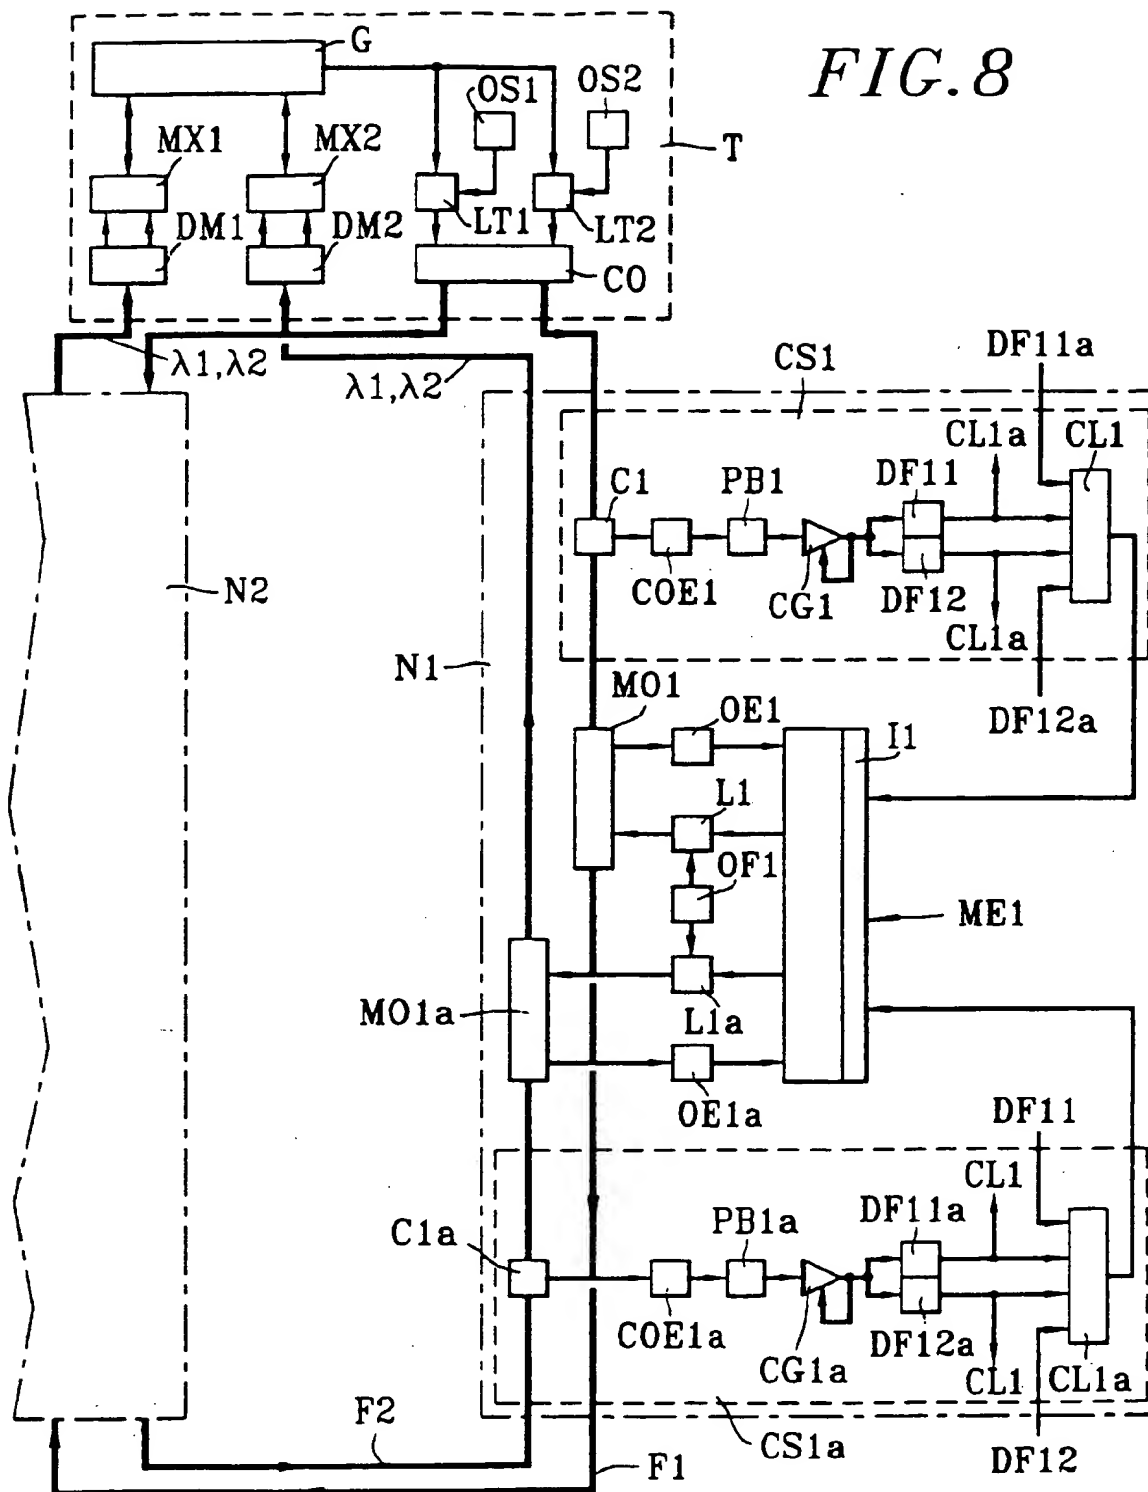 G
FIG.8
OS1
OS2
MX1
MX2
T
DM1
DM2
LT1
LT2
CO
λ1,λ2
λ1,λ2
CS1
DF11a
CL1a
CL1
C1
PB1
DF11
N2
COE1
CG1
DF12
CL1a
N1
MO1
OE1
I1
DF12a
L1
OF1
ME1
MO1a
L1a
OE1a
DF11
CL1
C1a
PB1a
DF11a
COE1a
CG1a
DF12a
CL1
CL1a
F2
CS1a
F1
DF12